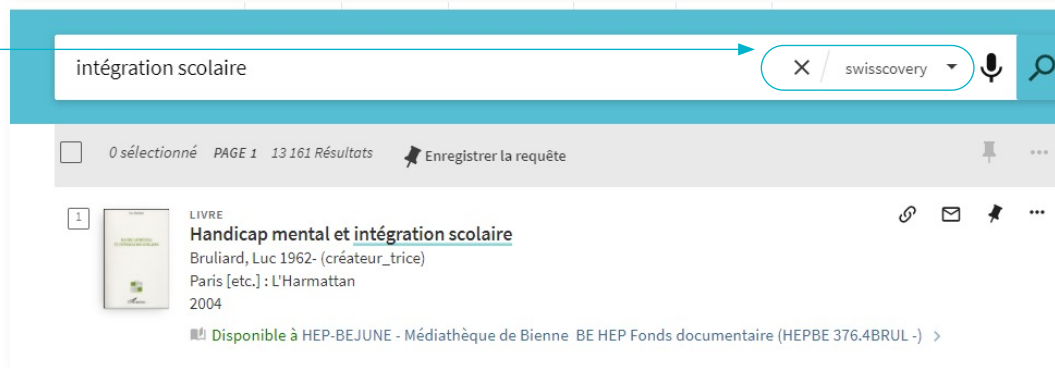 intégration scolaire swisscovery
0 sélectionné PAGE 1 13 161 Résultats Enregistrer la requête
1
LIVRE
Handicap mental et intégration scolaire
Bruliard, Luc 1962- (créateur_trice)
Paris [etc.] : L'Harmattan
2004
Disponible à HEP-BEJUNE - Médiathèque de Bienne BE HEP Fonds documentaire (HEPBE 376.4BRUL -) >